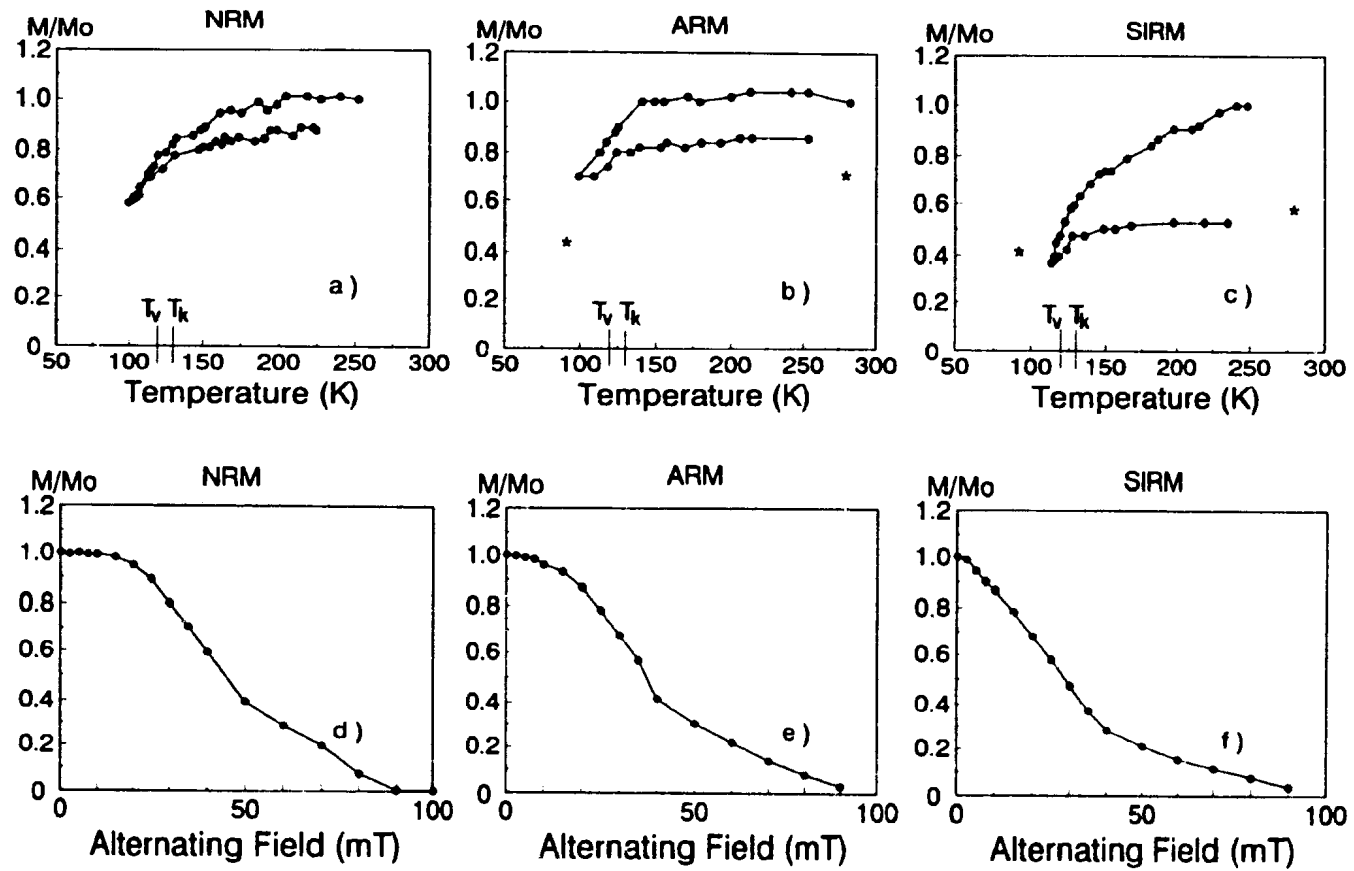 NRM
M/Mo
1.2
1.0
0.8
0.6
0.4
0.2
0
a )
Tv Tk
50 100 150 200 250 300
Temperature (K)
ARM
M/Mo
1.2
1.0
0.8
0.6
0.4
0.2
0
*
*
b )
Tv Tk
50 100 150 200 250 300
Temperature (K)
SIRM
M/Mo
1.2
1.0
0.8
0.6
0.4
0.2
0
*
*
c )
Tv Tk
50 100 150 200 250 300
Temperature (K)
NRM
M/Mo
1.2
1.0
0.8
0.6
0.4
0.2
0
d )
0 50 100
Alternating Field (mT)
ARM
M/Mo
1.2
1.0
0.8
0.6
0.4
0.2
0
e )
0 50 100
Alternating Field (mT)
SIRM
M/Mo
1.2
1.0
0.8
0.6
0.4
0.2
0
f )
0 50 100
Alternating Field (mT)